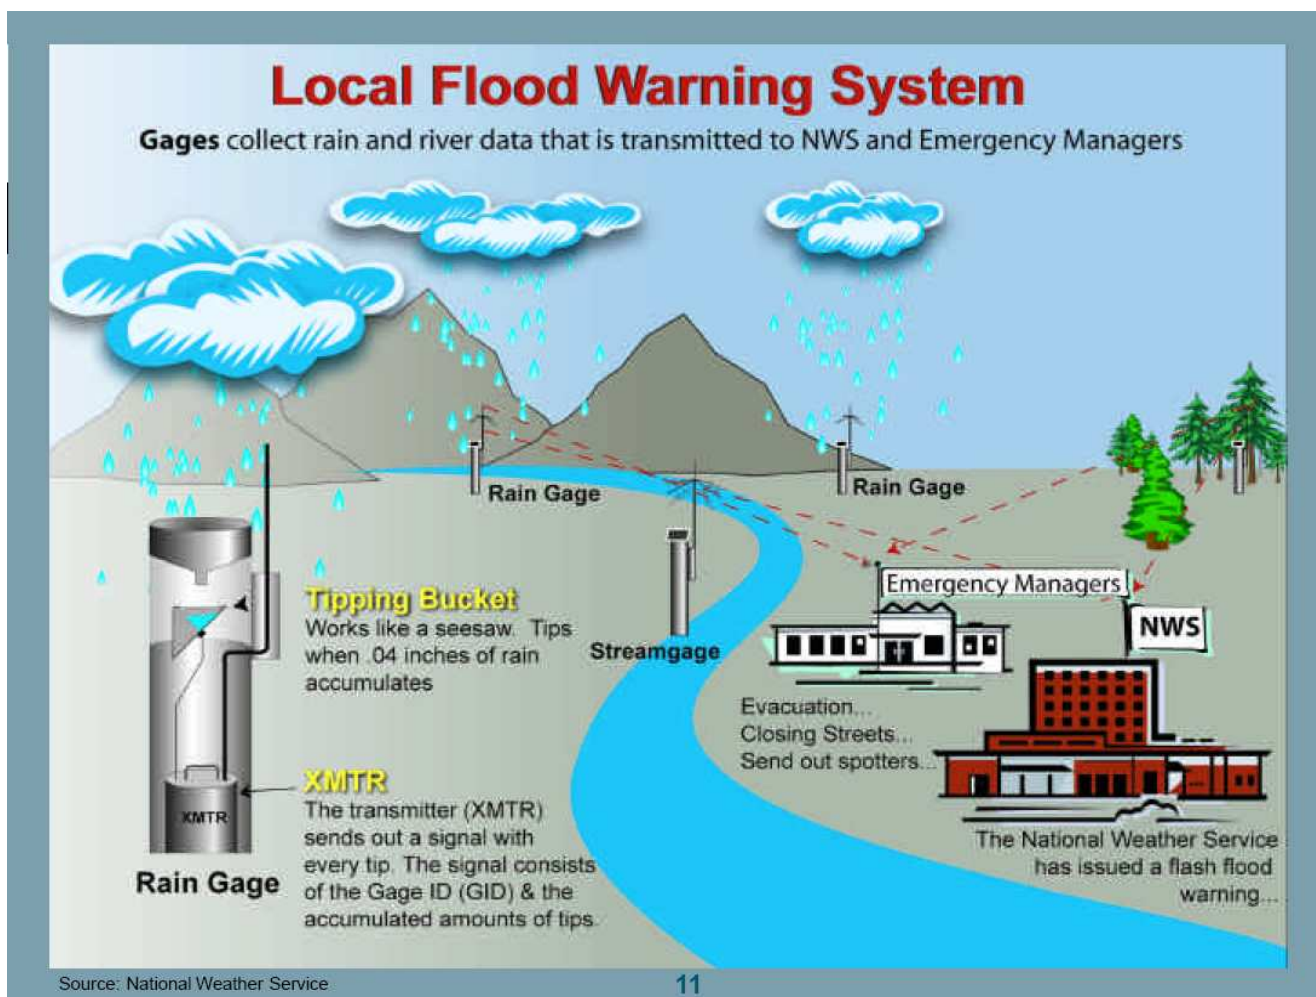 Local Flood Warning System
Gages collect rain and river data that is transmitted to NWS and Emergency Managers
Rain Gage
Rain Gage
Emergency Managers
NWS
Tipping Bucket
Works like a seesaw. Tips
when .04 inches of rain
accumulates
Streamgage
Evacuation...
Closing Streets...
Send out spotters...
XMTR
The transmitter (XMTR)
sends out a signal with
every tip. The signal consists
of the Gage ID (GID) & the
accumulated amounts of tips.
XMTR
Rain Gage
The National Weather Service
has issued a flash flood
warning...
Source: National Weather Service
11